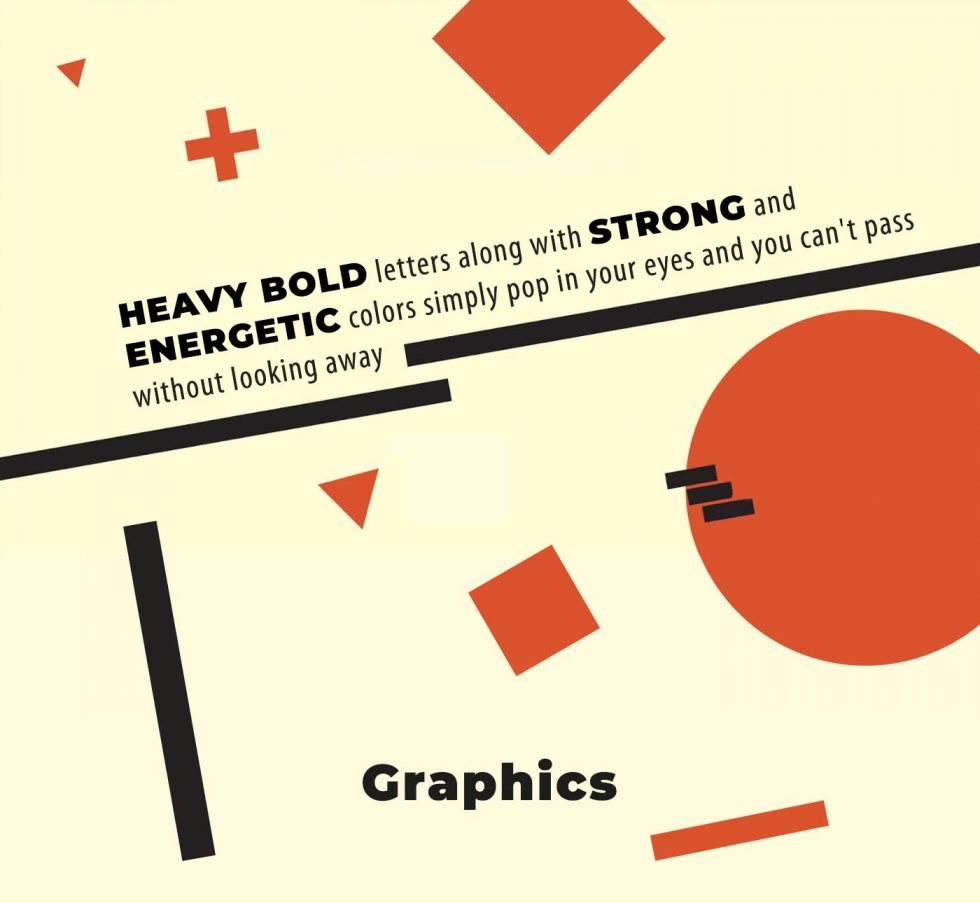 HEAVY BOLD letters along with STRONG and
ENERGETIC colors simply pop in your eyes and you can't pass
without looking away
Graphics